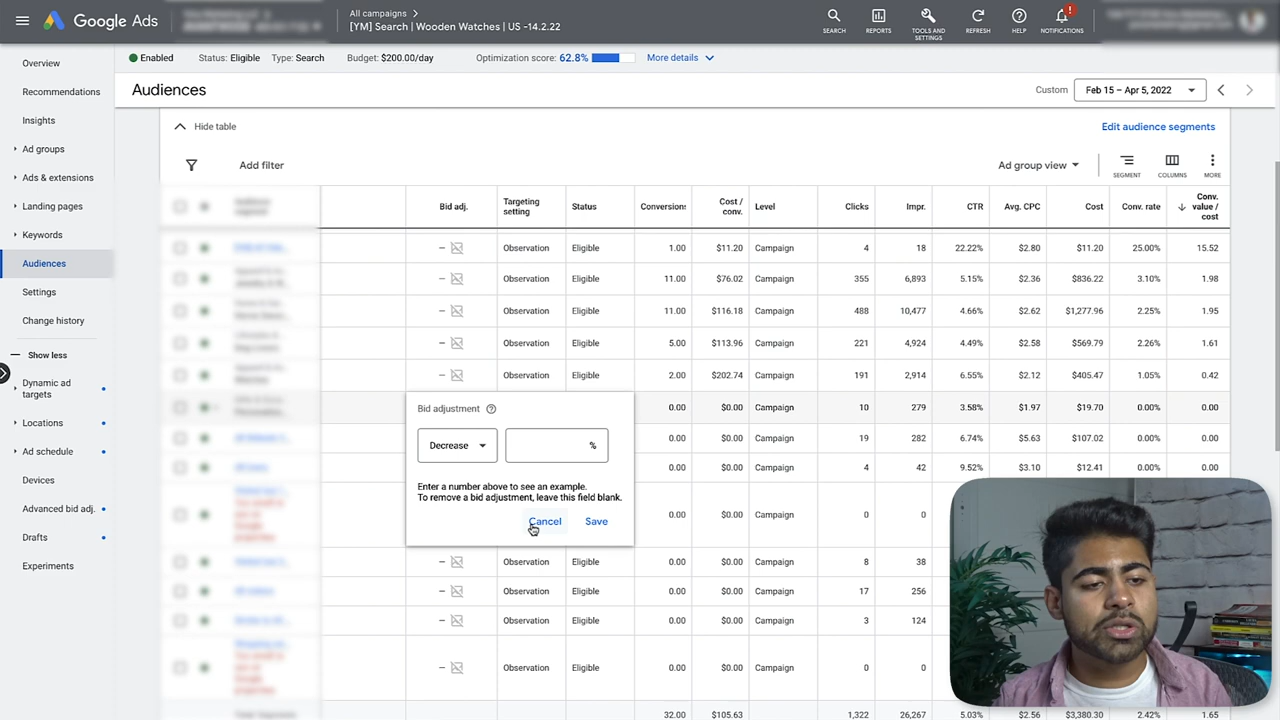 Google Ads
All campaigns
[YM] Search | Wooden Watches | US -14.2.22
SEARCH
REPORTS
TOOLS AND
SETTINGS
REFRESH
HELP
!
NOTIFICATIONS
Enabled Status: Eligible Type: Search Budget: $200.00/day Optimization score: 62.8% More details
Overview
Recommendations
Insights
Ad groups
Ads & extensions
Landing pages
Keywords
Audiences
Settings
Change history
Show less
Dynamic ad
targets
Locations
Ad schedule
Devices
Advanced bid adj.
Drafts
Experiments
Audiences
Custom Feb 15 – Apr 5, 2022
Hide table
Edit audience segments
Add filter
Ad group view
SEGMENT
COLUMNS
MORE
Audience
segment
Bid adj. Targeting setting Status Conversions Cost / conv. Level Clicks Impr. CTR Avg. CPC Cost Conv. rate Conv. value / cost
– Observation Eligible 1.00 $11.20 Campaign 4 18 22.22% $2.80 $11.20 25.00% 15.52
– Observation Eligible 11.00 $76.02 Campaign 355 6,893 5.15% $2.36 $836.22 3.10% 1.98
– Observation Eligible 11.00 $116.18 Campaign 488 10,477 4.66% $2.62 $1,277.96 2.25% 1.95
– Observation Eligible 5.00 $113.96 Campaign 221 4,924 4.49% $2.58 $569.79 2.26% 1.61
– Observation Eligible 2.00 $202.74 Campaign 191 2,914 6.55% $2.12 $405.47 1.05% 0.42
0.00 $0.00 Campaign 10 279 3.58% $1.97 $19.70 0.00% 0.00
0.00 $0.00 Campaign 19 282 6.74% $5.63 $107.02 0.00% 0.00
0.00 $0.00 Campaign 4 42 9.52% $3.10 $12.41 0.00% 0.00
0.00 $0.00 Campaign 0 0
Bid adjustment
Decrease %
Enter a number above to see an example.
To remove a bid adjustment, leave this field blank.
Cancel Save
– Observation Eligible 0.00 $0.00 Campaign 8 38
– Observation Eligible 0.00 $0.00 Campaign 17 256
– Observation Eligible 0.00 $0.00 Campaign 3 124
– Observation Eligible 0.00 $0.00 Campaign 0 0
32.00 $105.63 1,322 26,267 5.03% $2.56 $3,380.30 2.42% 1.65